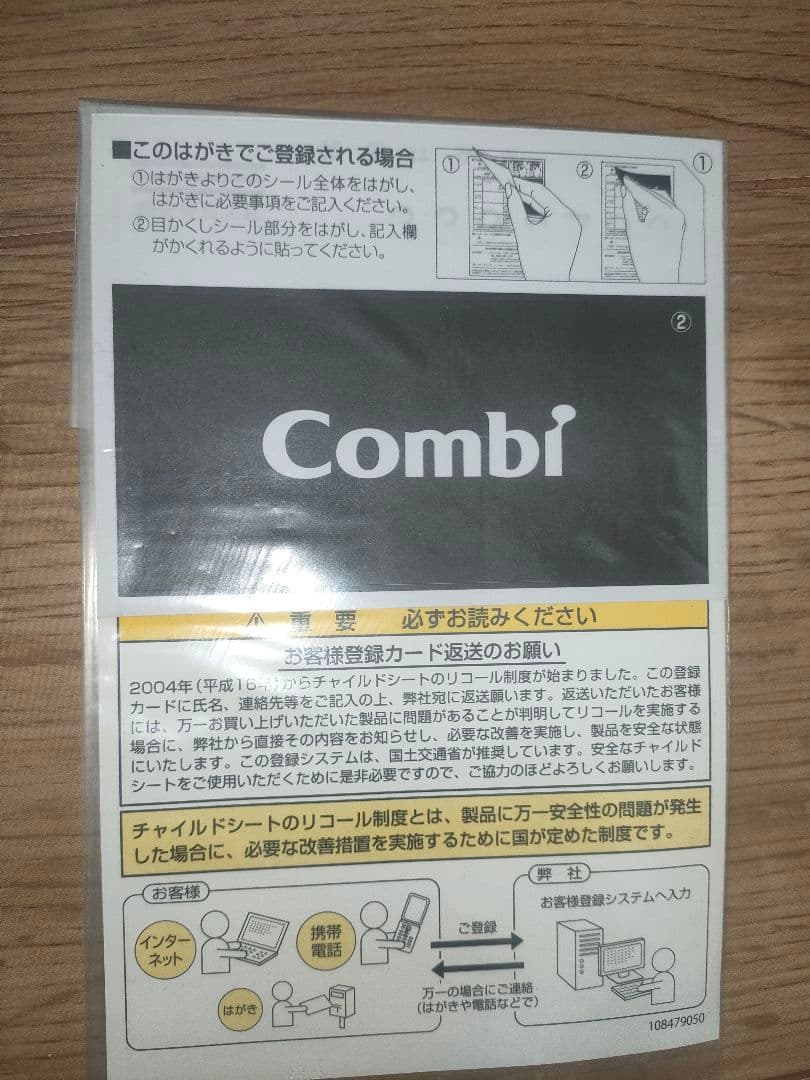 ■このはがきでご登録される場合
①はがきよりこのシール全体をはがし、
はがきに必要事項をご記入ください。
②目かくしシール部分をはがし、記入欄
がかくれるように貼ってください。
① ② ①
②
Combi
⚠ 重要 必ずお読みください
お客様登録カード返送のお願い
2004年(平成16年)からチャイルドシートのリコール制度が始まりました。この登録
カードに氏名、連絡先等をご記入の上、弊社宛に返送願います。返送いただいたお客様
には、万一お買い上げいただいた製品に問題があることが判明してリコールを実施する
場合に、弊社から直接その内容をお知らせし、必要な改善を実施し、製品を安全な状態
にいたします。この登録システムは、国土交通省が推奨しています。安全なチャイルド
シートをご使用いただくために是非必要ですので、ご協力のほどよろしくお願いします。
チャイルドシートのリコール制度とは、製品に万一安全性の問題が発生
した場合に、必要な改善措置を実施するために国が定めた制度です。
お客様
インター
ネット
携帯
電話
はがき
ご登録
万一の場合にご連絡
(はがきや電話などで)
弊社
お客様登録システムへ入力
108479050